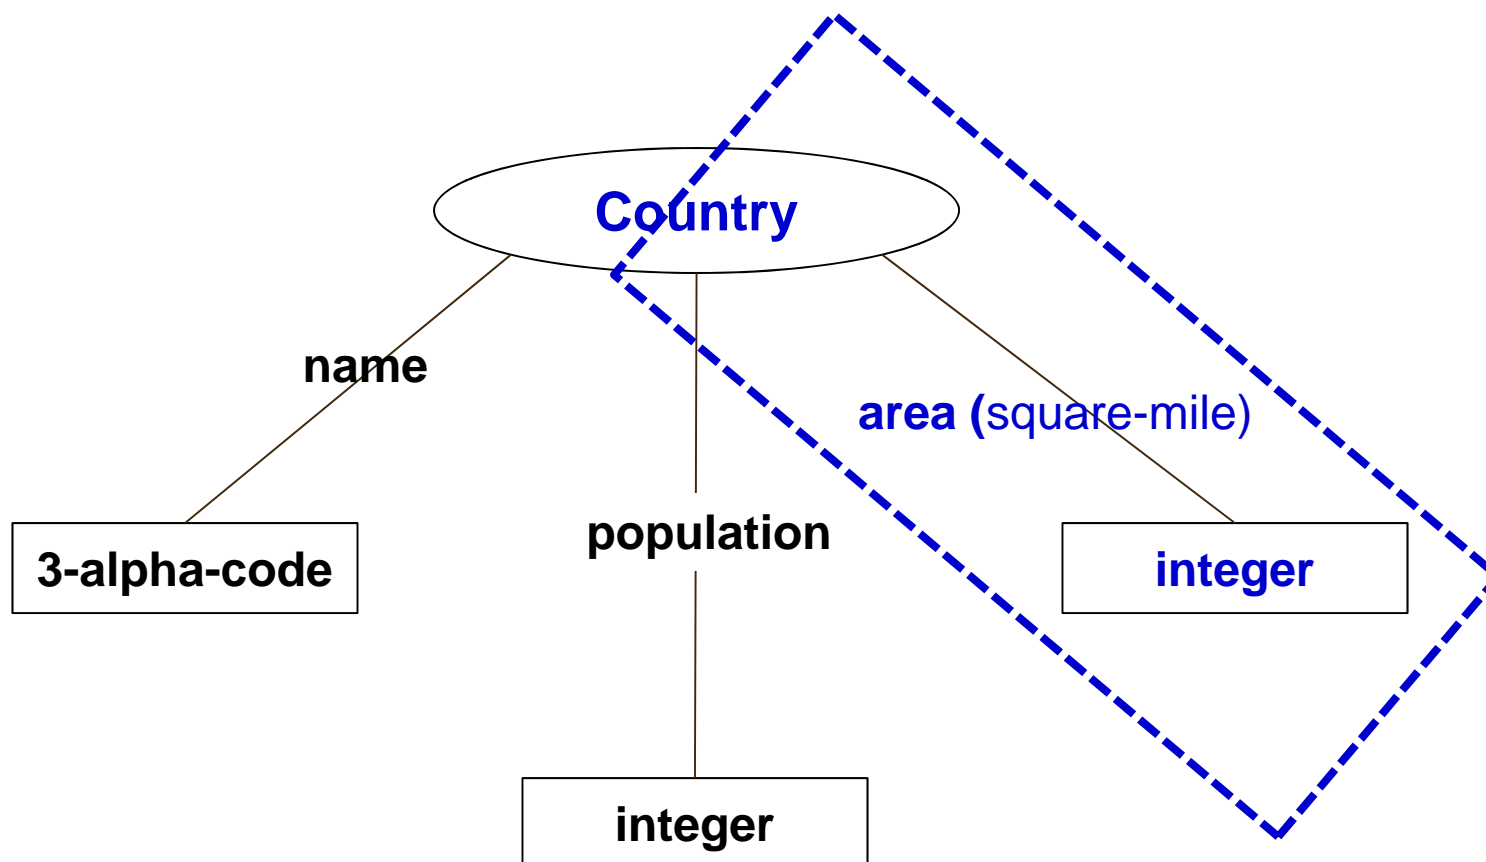 Country
name
area (square-mile)
population
3-alpha-code
integer
integer